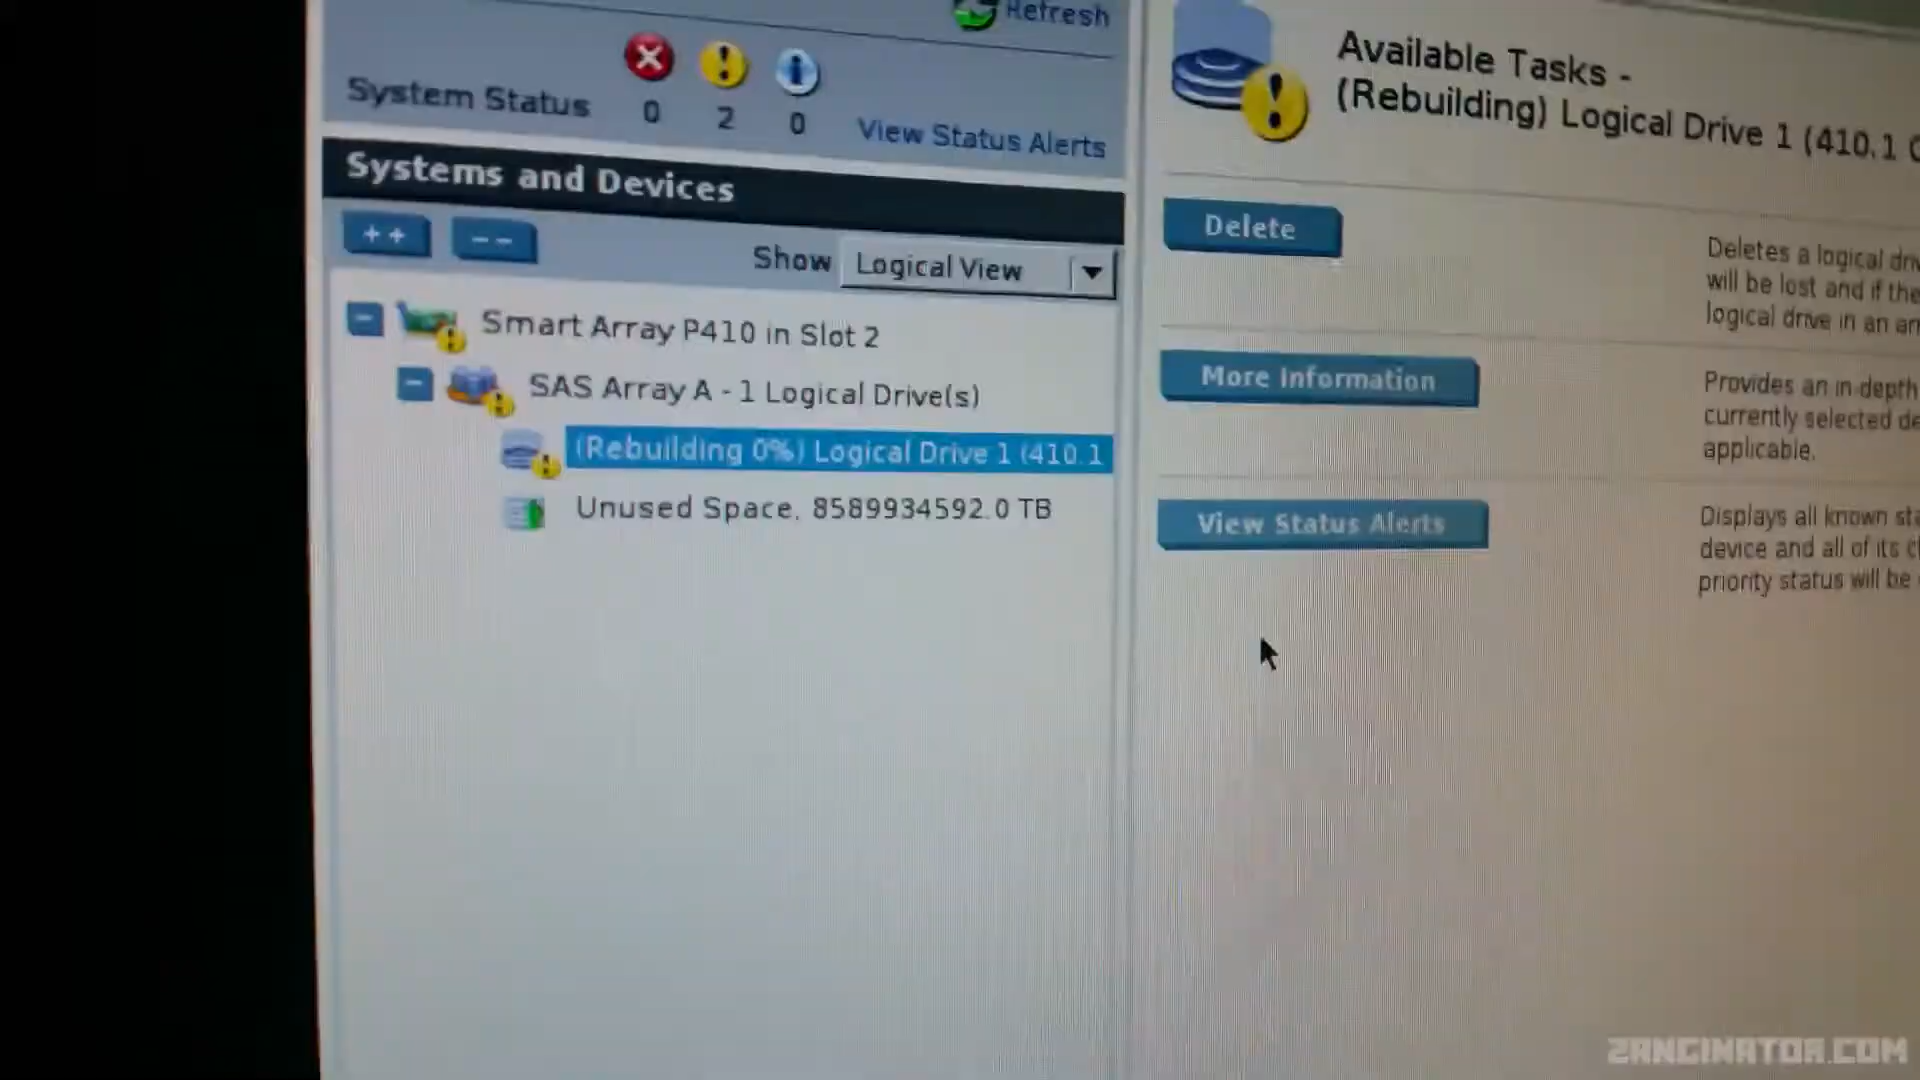 Refresh
System Status 0 2 0 View Status Alerts
Systems and Devices
++ --
Show Logical View
Smart Array P410 in Slot 2
SAS Array A - 1 Logical Drive(s)
(Rebuilding 0%) Logical Drive 1 (410.1
Unused Space, 8589934592.0 TB
Available Tasks -
(Rebuilding) Logical Drive 1 (410.1
Delete
Deletes a logical
will be lost and if the
logical drive in an
More Information
Provides an in-depth
currently selected
applicable.
View Status Alerts
Displays all known
device and all of its
priority status will be
ZANGINATOR.COM